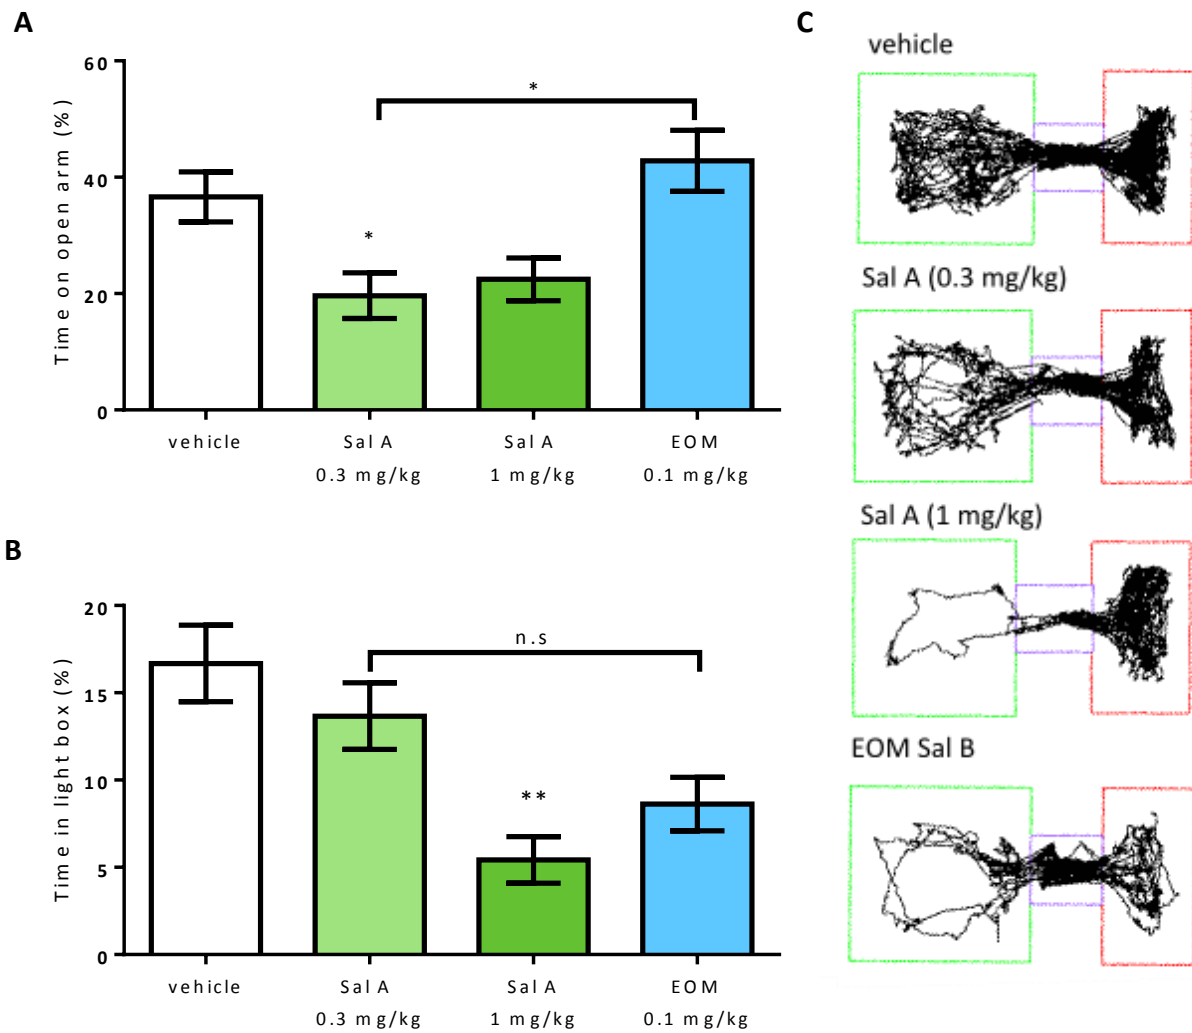 A
Time on open arm (%)
60
40
20
0
*
*
vehicle
Sal A
0.3 mg/kg
Sal A
1 mg/kg
EOM
0.1 mg/kg
B
Time in light box (%)
20
15
10
5
0
n.s
**
vehicle
Sal A
0.3 mg/kg
Sal A
1 mg/kg
EOM
0.1 mg/kg
C
vehicle
Sal A (0.3 mg/kg)
Sal A (1 mg/kg)
EOM Sal B